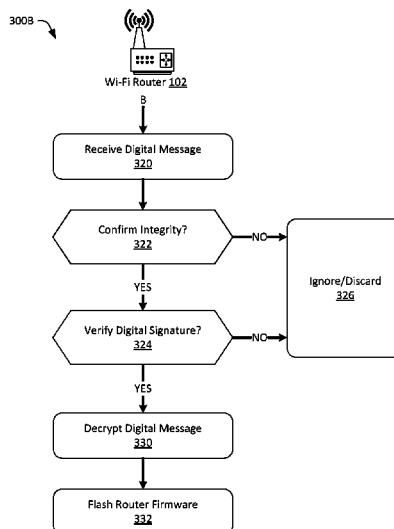 300B
Wi-Fi Router 102
B
Receive Digital Message
320
Confirm Integrity?
322
NO
Ignore/Discard
326
YES
Verify Digital Signature?
324
NO
YES
Decrypt Digital Message
330
Flash Router Firmware
332